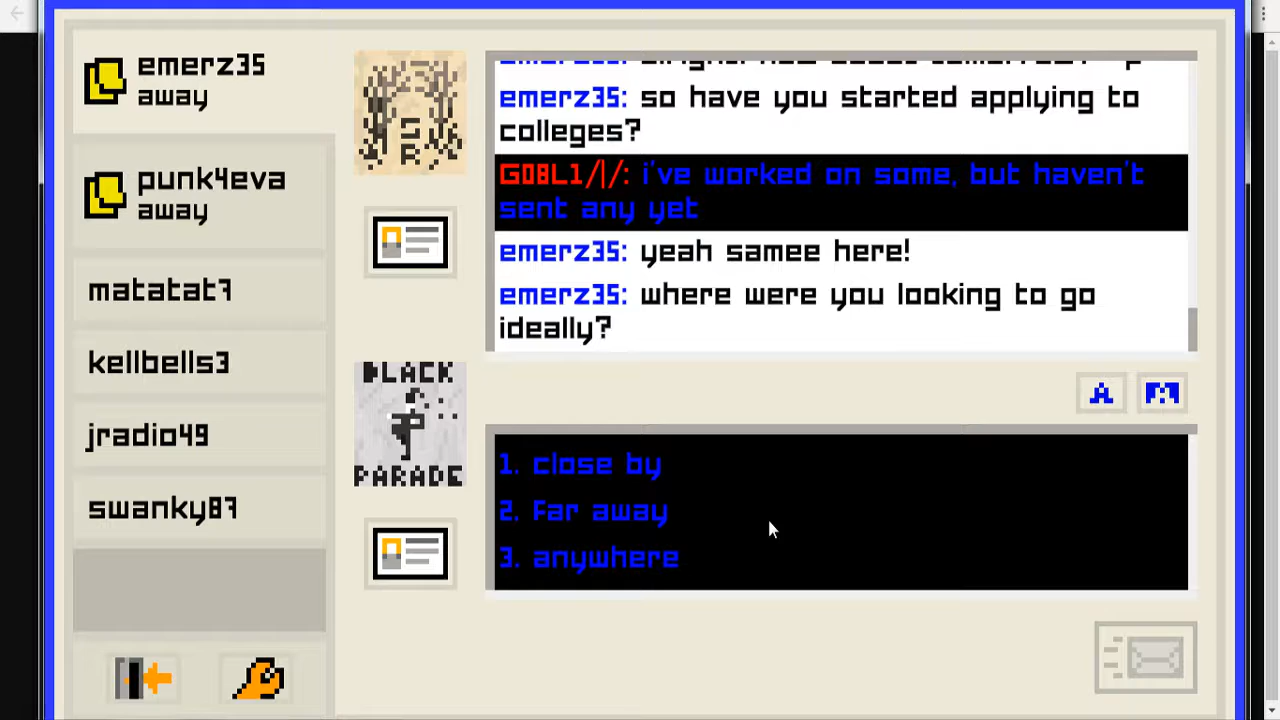 emerz35
away
punk4eva
away
matatat7
kellbells3
jradio49
swanky87
SR
BLACK
PARADE
emerz35: so have you started applying to
colleges?
G0BL1/|/: i've worked on some, but haven't
sent any yet
emerz35: yeah samee here!
emerz35: where were you looking to go
ideally?
A
1. close by
2. Far away
3. anywhere